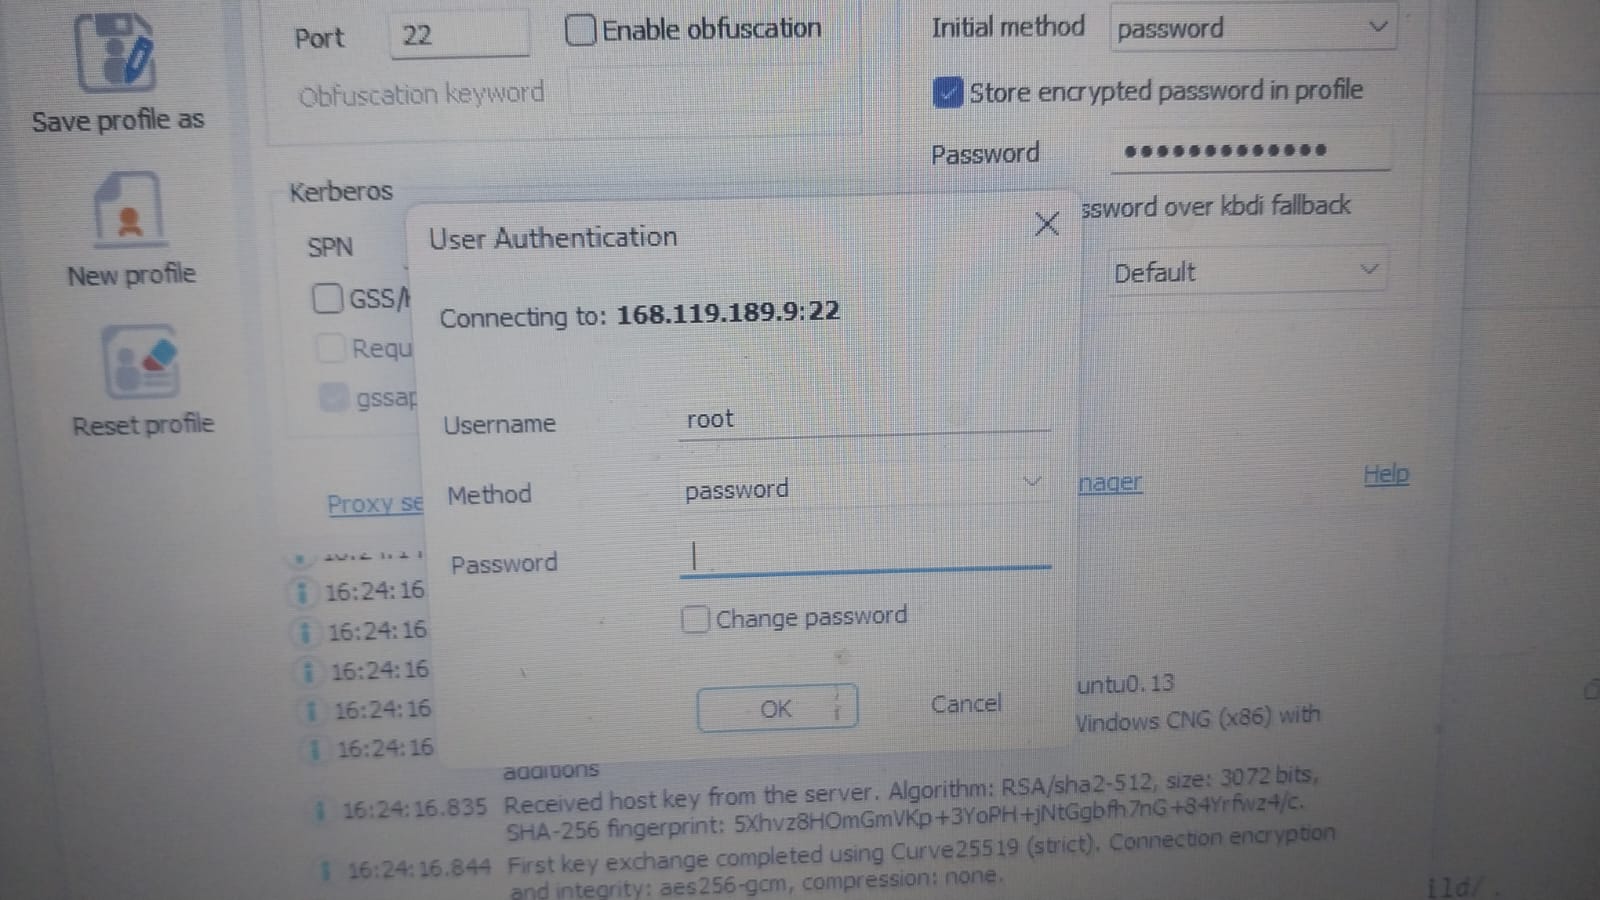 Save profile as
New profile
Reset profile
Port 22
Enable obfuscation
Obfuscation keyword
Initial method password
Store encrypted password in profile
Password •••••••••••••
ssword over kbdi fallback
Default
Kerberos
SPN
GSS/
Requ
gssap
Proxy se
nager
Help
User Authentication
Connecting to: 168.119.189.9:22
Username root
Method password
Password
Change password
OK
Cancel
16:24:16
16:24:16
16:24:16
16:24:16
16:24:16
untu0.13
Windows CNG (x86) with
additions
16:24:16.835 Received host key from the server. Algorithm: RSA/sha2-512, size: 3072 bits,
SHA-256 fingerprint: 5Xhvz8HOmGmVKp+3YoPH+jNtGgbfh7nG+84Yrfwz4/c.
16:24:16.844 First key exchange completed using Curve25519 (strict). Connection encryption
and integrity: aes256-gcm, compression: none.